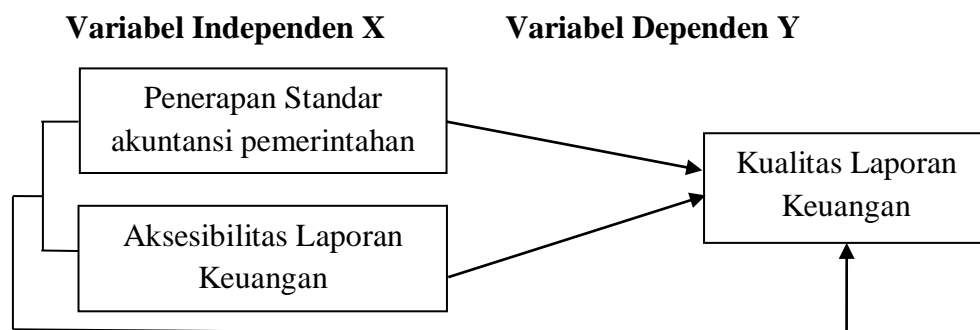 Variabel Independen X
Variabel Dependen Y
Penerapan Standar
akuntansi pemerintahan
Kualitas Laporan
Keuangan
Aksesibilitas Laporan
Keuangan